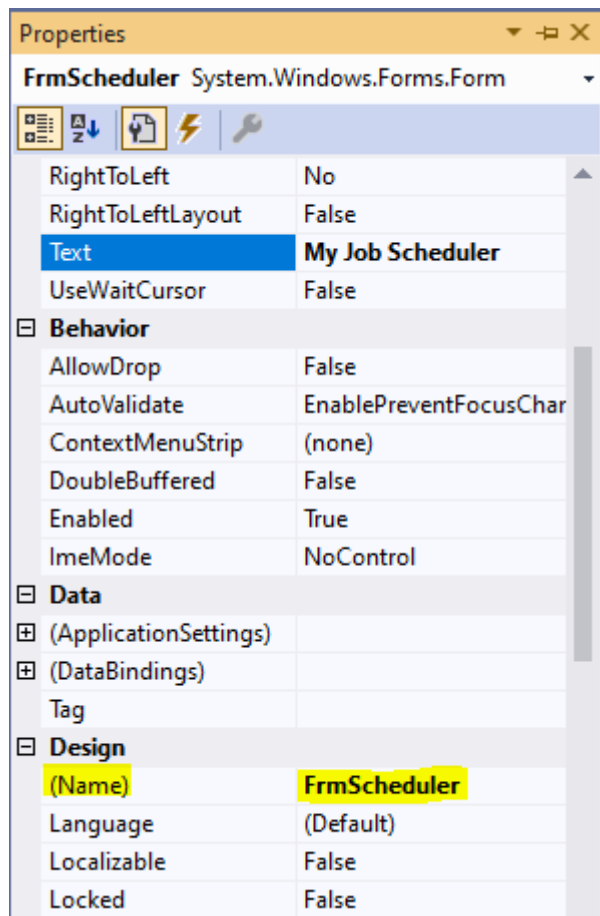 Properties
FrmScheduler System.Windows.Forms.Form
RightToLeft No
RightToLeftLayout False
Text My Job Scheduler
UseWaitCursor False
Behavior
AllowDrop False
AutoValidate EnablePreventFocusChar
ContextMenuStrip (none)
DoubleBuffered False
Enabled True
ImeMode NoControl
Data
(ApplicationSettings)
(DataBindings)
Tag
Design
(Name) FrmScheduler
Language (Default)
Localizable False
Locked False